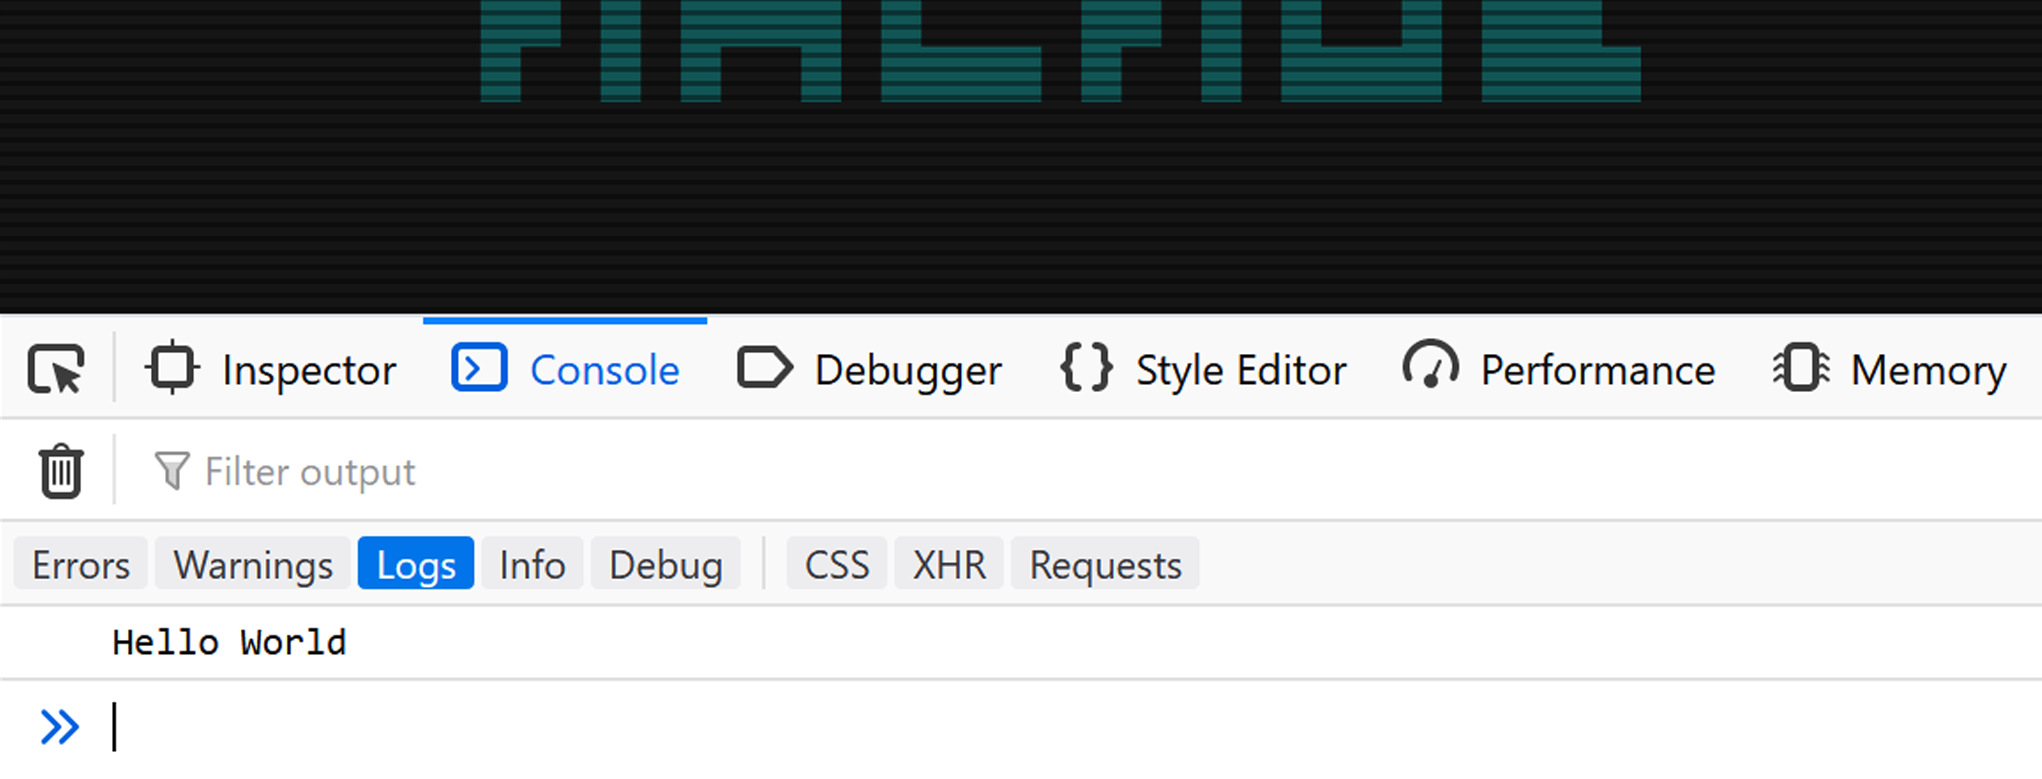 Inspector Console Debugger Style Editor Performance Memory
Filter output
Errors Warnings Logs Info Debug CSS XHR Requests
Hello World